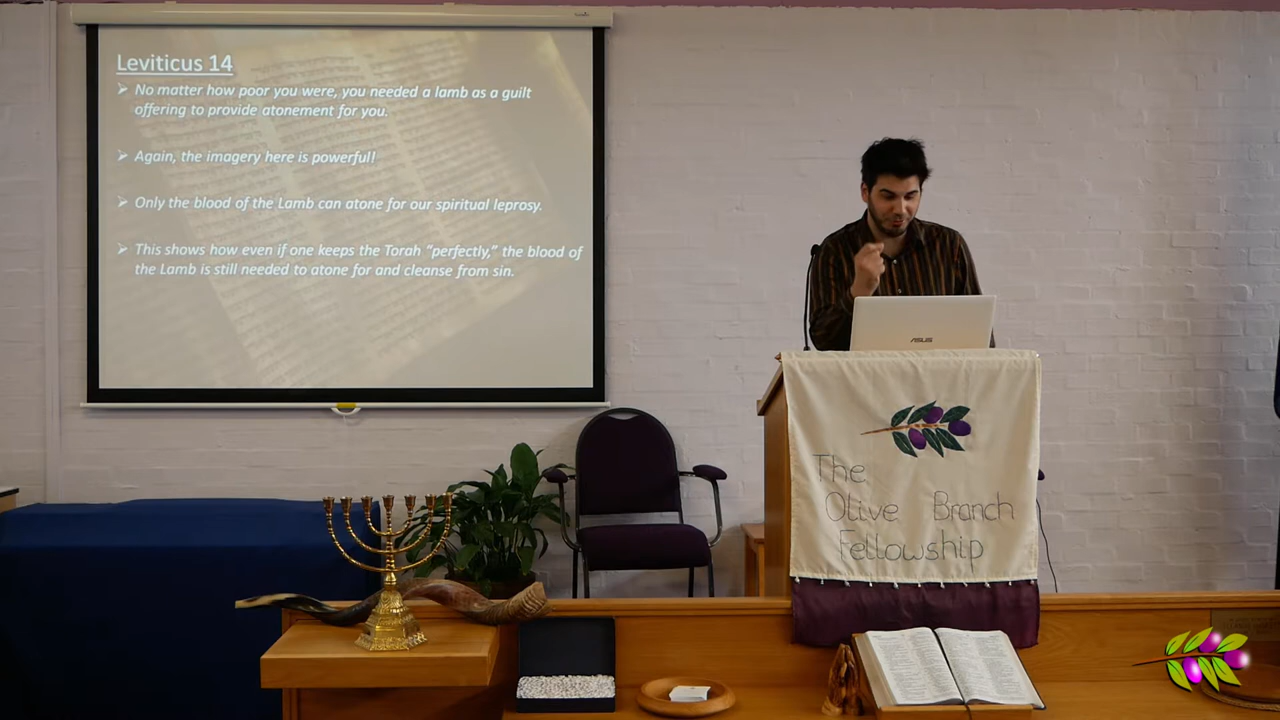 Leviticus 14
➢ No matter how poor you were, you needed a lamb as a guilt
offering to provide atonement for you.
➢ Again, the imagery here is powerful!
➢ Only the blood of the Lamb can atone for our spiritual leprosy.
➢ This shows how even if one keeps the Torah “perfectly,” the blood of
the Lamb is still needed to atone for and cleanse from sin.
ASUS
The
Olive Branch
Fellowship